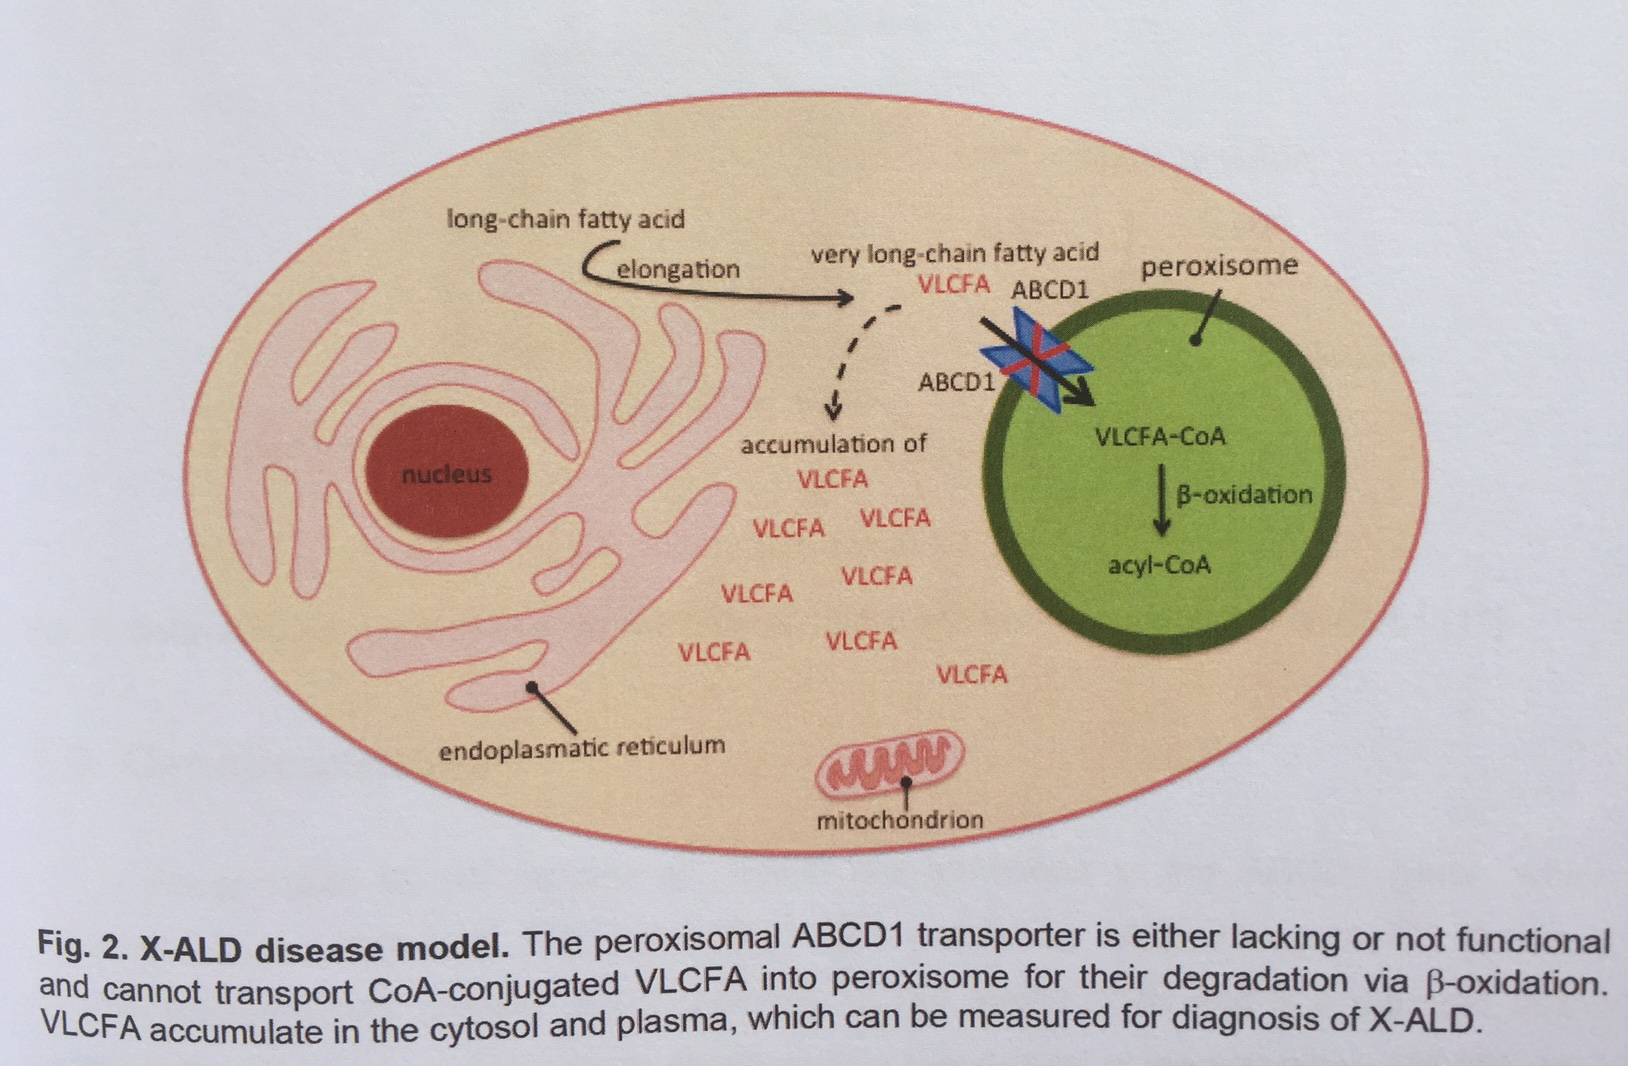 long-chain fatty acid
elongation
very long-chain fatty acid
VLCFA
ABCD1
peroxisome
ABCD1
VLCFA-CoA
β-oxidation
acyl-CoA
accumulation of
VLCFA
VLCFA
VLCFA
VLCFA
VLCFA
VLCFA
VLCFA
VLCFA
nucleus
endoplasmatic reticulum
mitochondrion
Fig. 2. X-ALD disease model. The peroxisomal ABCD1 transporter is either lacking or not functional
and cannot transport CoA-conjugated VLCFA into peroxisome for their degradation via β-oxidation.
VLCFA accumulate in the cytosol and plasma, which can be measured for diagnosis of X-ALD.